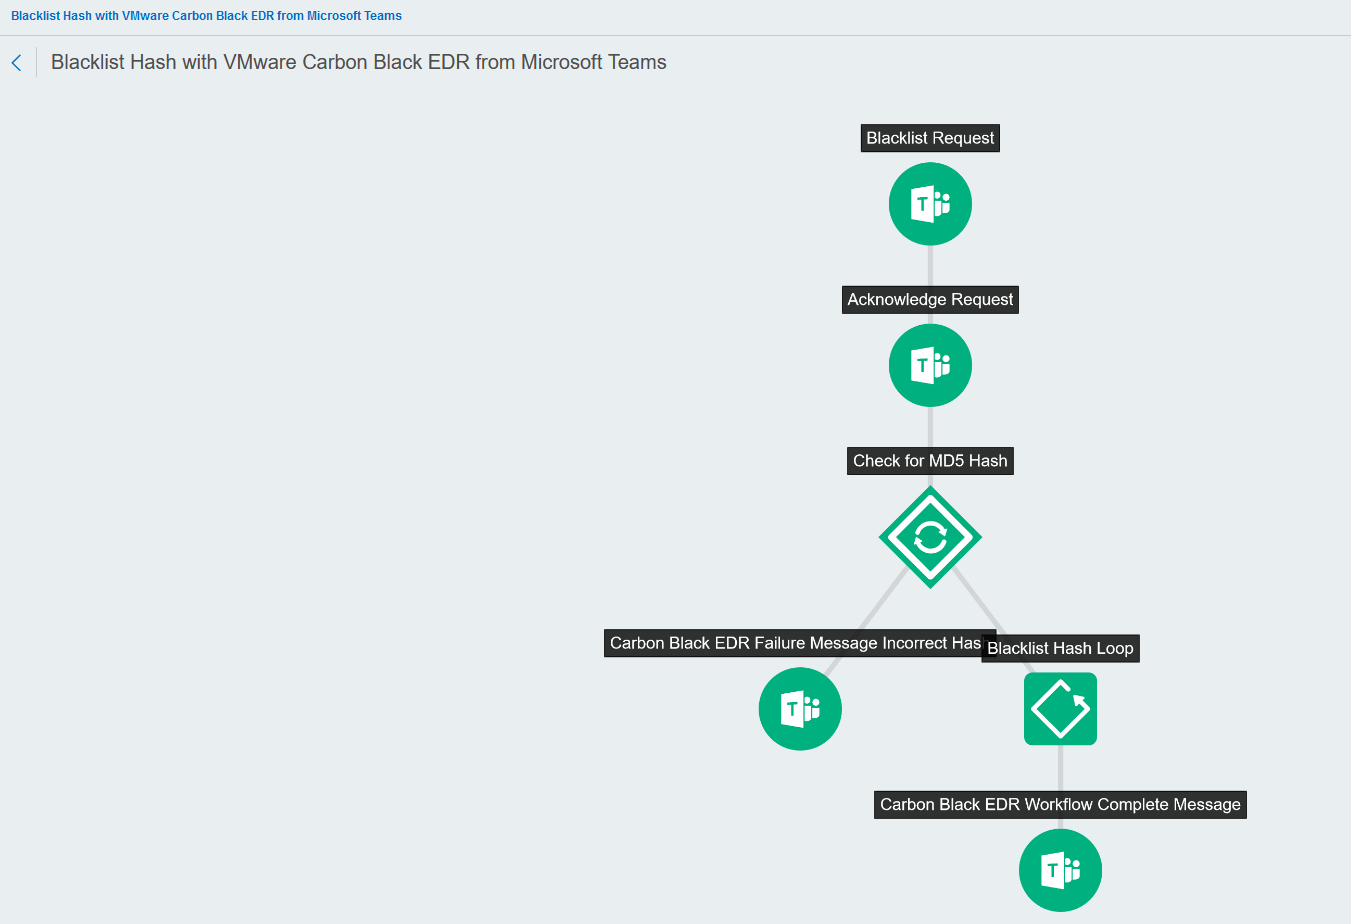 Blacklist Hash with VMware Carbon Black EDR from Microsoft Teams
Blacklist Hash with VMware Carbon Black EDR from Microsoft Teams
Blacklist Request
T
Acknowledge Request
T
Check for MD5 Hash
Carbon Black EDR Failure Message Incorrect Has
Blacklist Hash Loop
T
Carbon Black EDR Workflow Complete Message
T